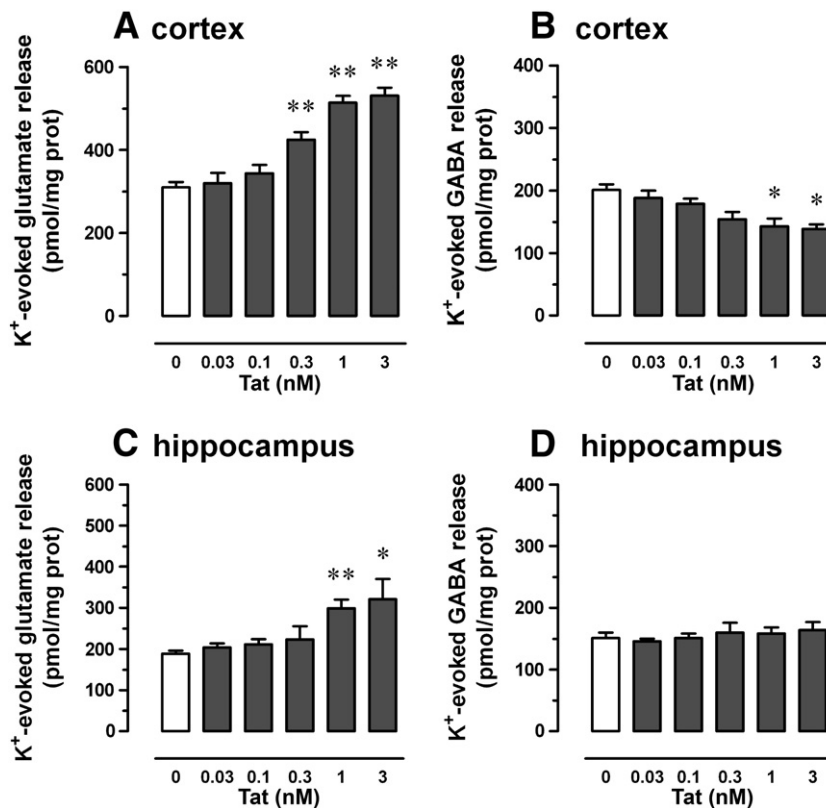 A cortex
K⁺-evoked glutamate release
(pmol/mg prot)
600
400
200
0
**
**
**
0 0.03 0.1 0.3 1 3
Tat (nM)
B cortex
K⁺-evoked GABA release
(pmol/mg prot)
400
300
200
100
0
*
*
0 0.03 0.1 0.3 1 3
Tat (nM)
C hippocampus
K⁺-evoked glutamate release
(pmol/mg prot)
600
500
400
300
200
100
0
**
*
0 0.03 0.1 0.3 1 3
Tat (nM)
D hippocampus
K⁺-evoked GABA release
(pmol/mg prot)
400
300
200
100
0
0 0.03 0.1 0.3 1 3
Tat (nM)